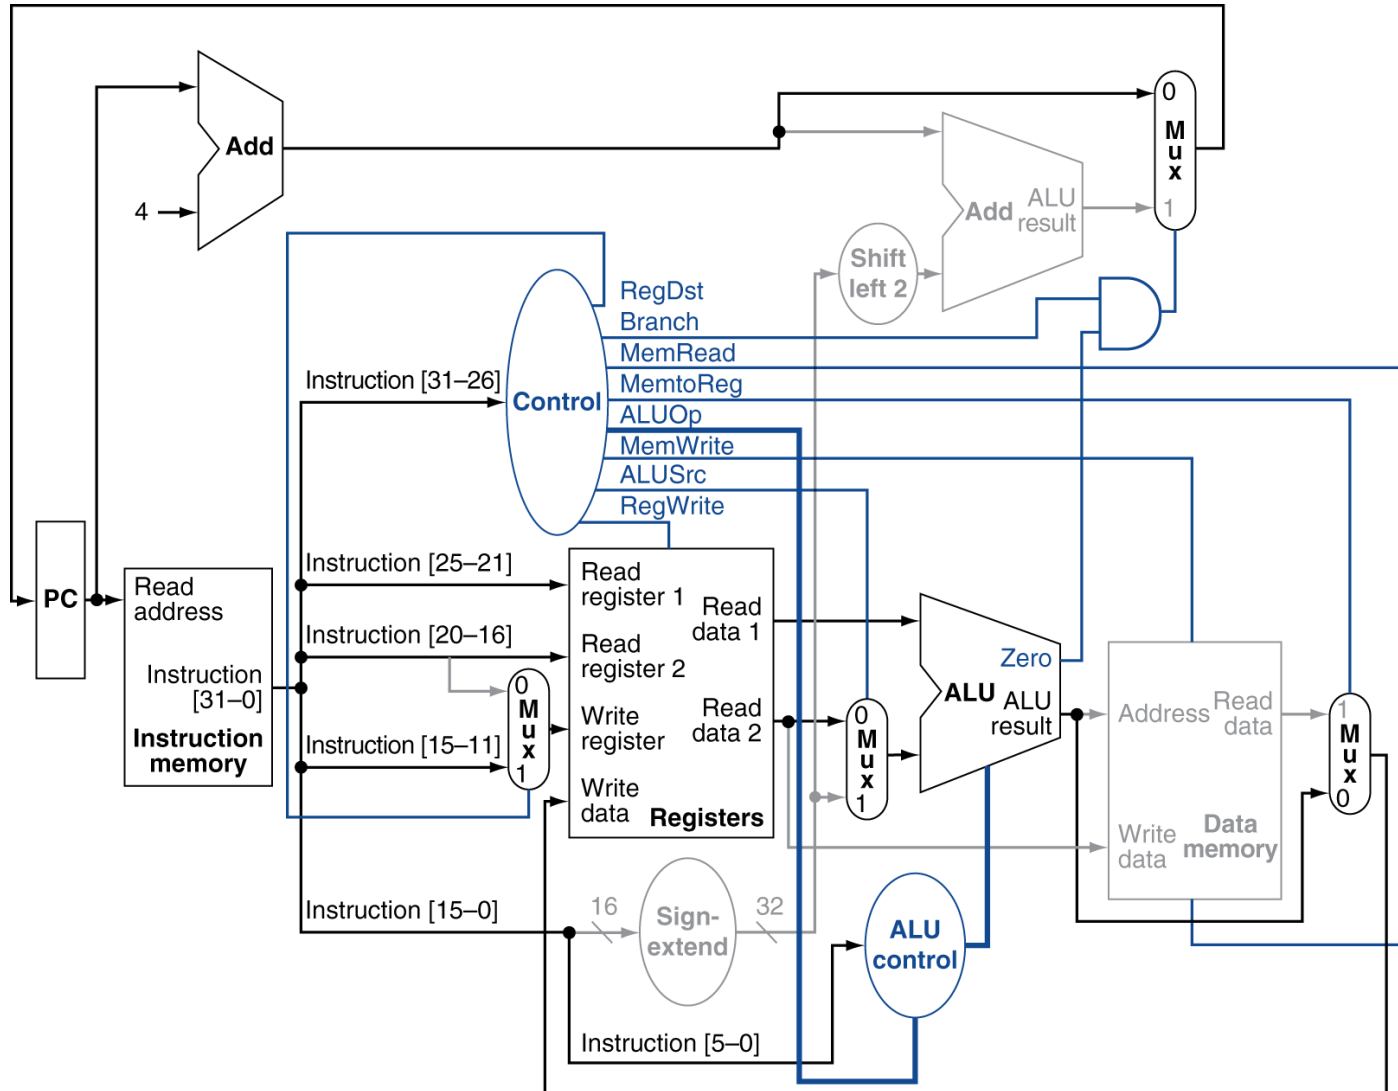 0
M
u
x
1
Add
4
Add
ALU
result
Shift
left 2
RegDst
Branch
MemRead
MemtoReg
ALUOp
MemWrite
ALUSrc
RegWrite
Control
Instruction [31–26]
Instruction [25–21]
Instruction [20–16]
Instruction [15–11]
Instruction [15–0]
Instruction [5–0]
PC
Read
address
Instruction
[31–0]
Instruction
memory
0
M
u
x
1
Read
register 1
Read
register 2
Write
register
Write
data
Read
data 1
Read
data 2
Registers
0
M
u
x
1
Zero
ALU
ALU
result
Address
Read
data
Write
data
Data
memory
1
M
u
x
0
16
Sign-
extend
32
ALU
control